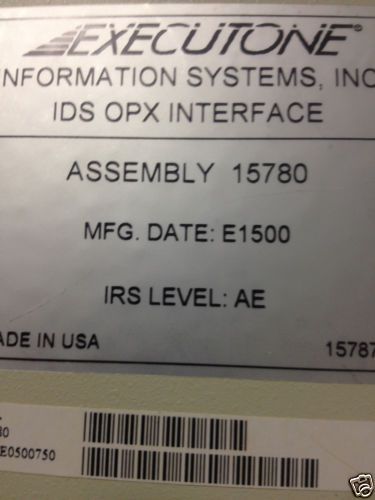 EXECUTONE®
INFORMATION SYSTEMS, INC
IDS OPX INTERFACE
ASSEMBLY 15780
MFG. DATE: E1500
IRS LEVEL: AE
ADE IN USA
15787
80
E0500750